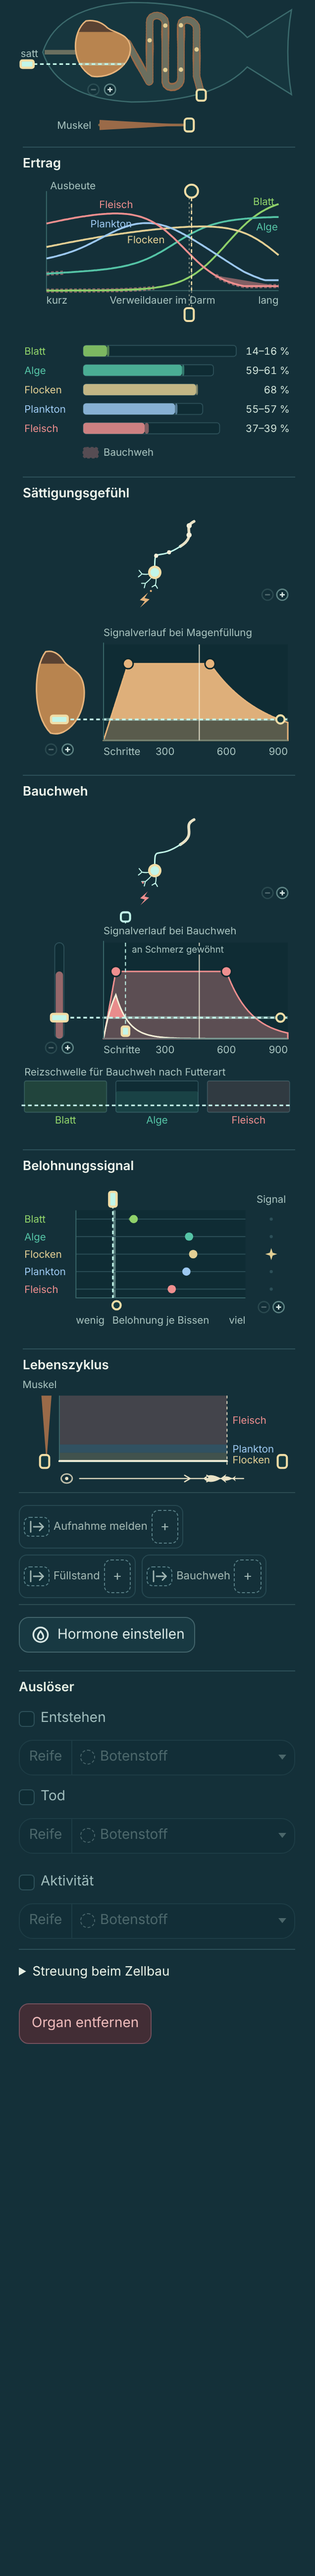 satt
Muskel
Ertrag
Ausbeute
Fleisch
Blatt
Plankton
Alge
Flocken
kurz Verweildauer im Darm lang
Blatt 14–16 %
Alge 59–61 %
Flocken 68 %
Plankton 55–57 %
Fleisch 37–39 %
Bauchweh
Sättigungsgefühl
Signalverlauf bei Magenfüllung
Schritte 300 600 900
Bauchweh
Signalverlauf bei Bauchweh
an Schmerz gewöhnt
Schritte 300 600 900
Reizschwelle für Bauchweh nach Futterart
Blatt Alge Fleisch
Belohnungssignal
Signal
Blatt
Alge
Flocken
Plankton
Fleisch
wenig Belohnung je Bissen viel
Lebenszyklus
Muskel
Fleisch
Plankton
Flocken
Aufnahme melden +
Füllstand + Bauchweh +
Hormone einstellen
Auslöser
Entstehen
Reife Botenstoff
Tod
Reife Botenstoff
Aktivität
Reife Botenstoff
Streuung beim Zellbau
Organ entfernen